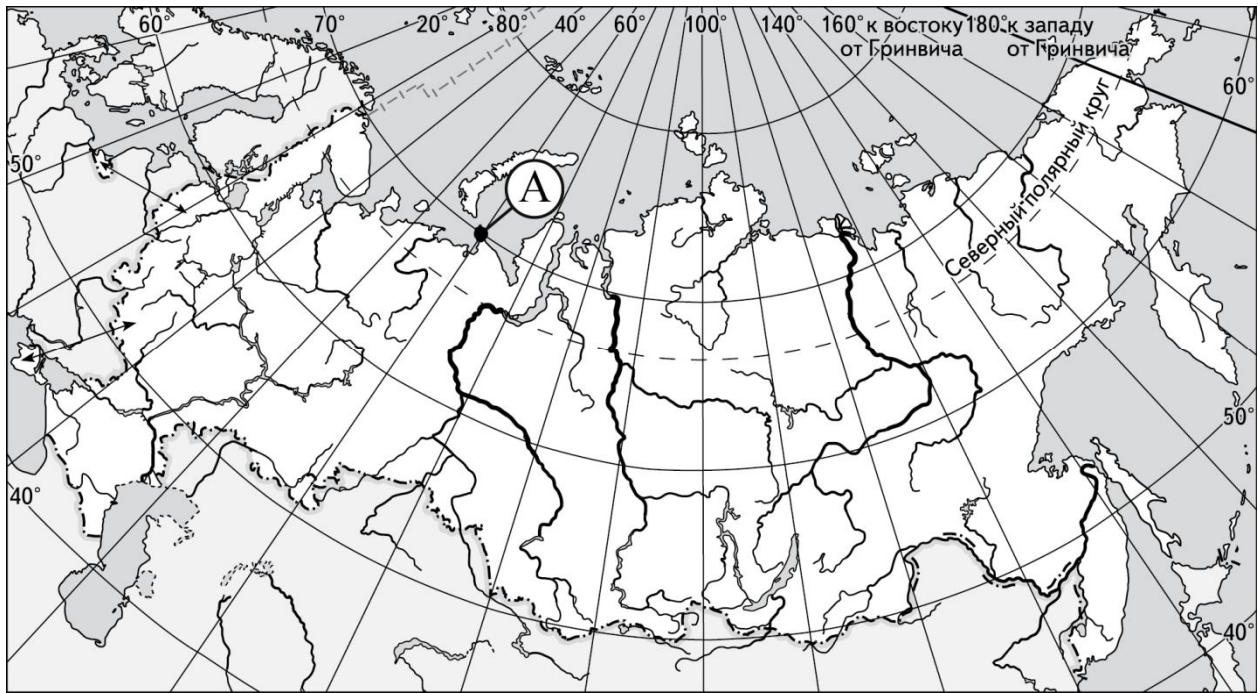 60° 70° 20° 80° 40° 60° 100° 140° 160° к востоку 180° к западу
от Гринвича от Гринвича
60°
50°
40°
А
Северный полярный круг
50°
40°